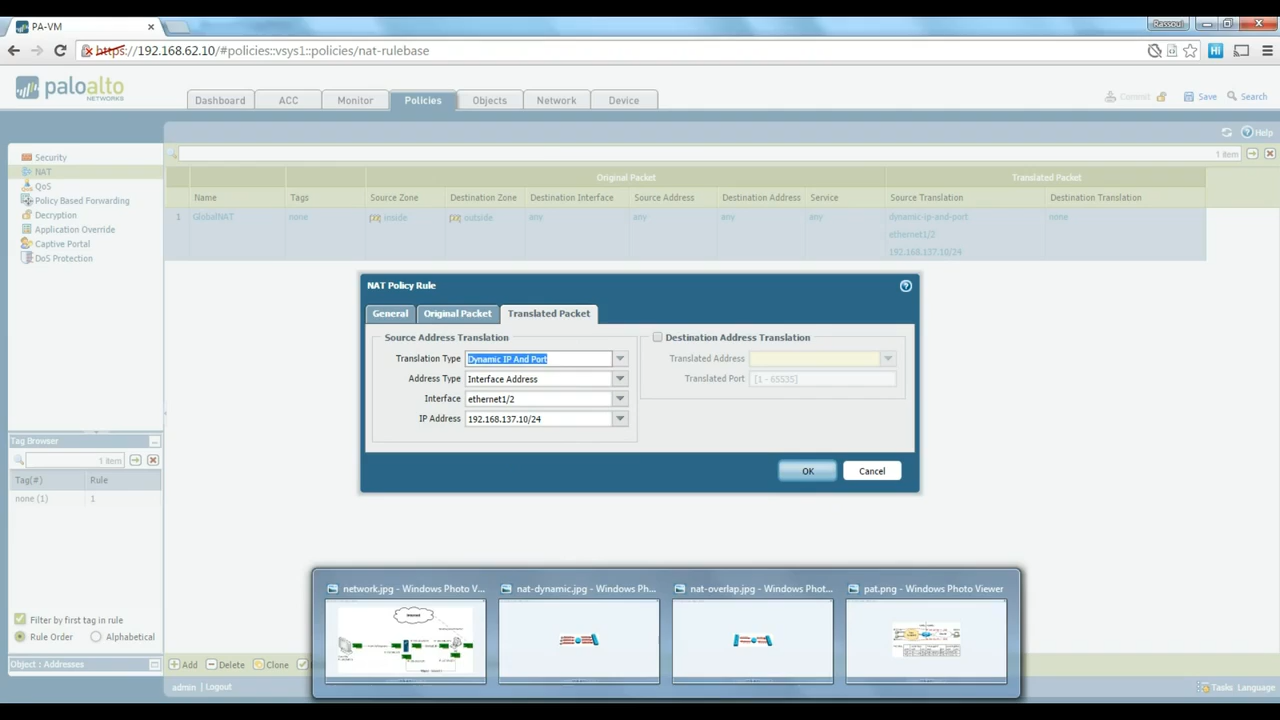 PA-VM
Rassoul
https://192.168.62.10/#policies::vsys1::policies/nat-rulebase
paloalto
NETWORKS
Dashboard ACC Monitor Policies Objects Network Device
Commit Save Search
Help
Security
NAT
QoS
Policy Based Forwarding
Decryption
Application Override
Captive Portal
DoS Protection
1 item
Original Packet Translated Packet
Name Tags Source Zone Destination Zone Destination Interface Source Address Destination Address Service Source Translation Destination Translation
1 GlobalNAT none inside outside any any any any dynamic-ip-and-port none
ethernet1/2
192.168.137.10/24
NAT Policy Rule
General Original Packet Translated Packet
Source Address Translation
Translation Type Dynamic IP And Port
Address Type Interface Address
Interface ethernet1/2
IP Address 192.168.137.10/24
Destination Address Translation
Translated Address
Translated Port [1 - 65535]
OK Cancel
Tag Browser
1 item
Tag(#) Rule
none (1) 1
Filter by first tag in rule
Rule Order Alphabetical
Object : Addresses
Add Delete Clone
network.jpg - Windows Photo V...
nat-dynamic.jpg - Windows Ph...
nat-overlap.jpg - Windows Phot...
pat.png - Windows Photo Viewer
admin | Logout
Tasks Language